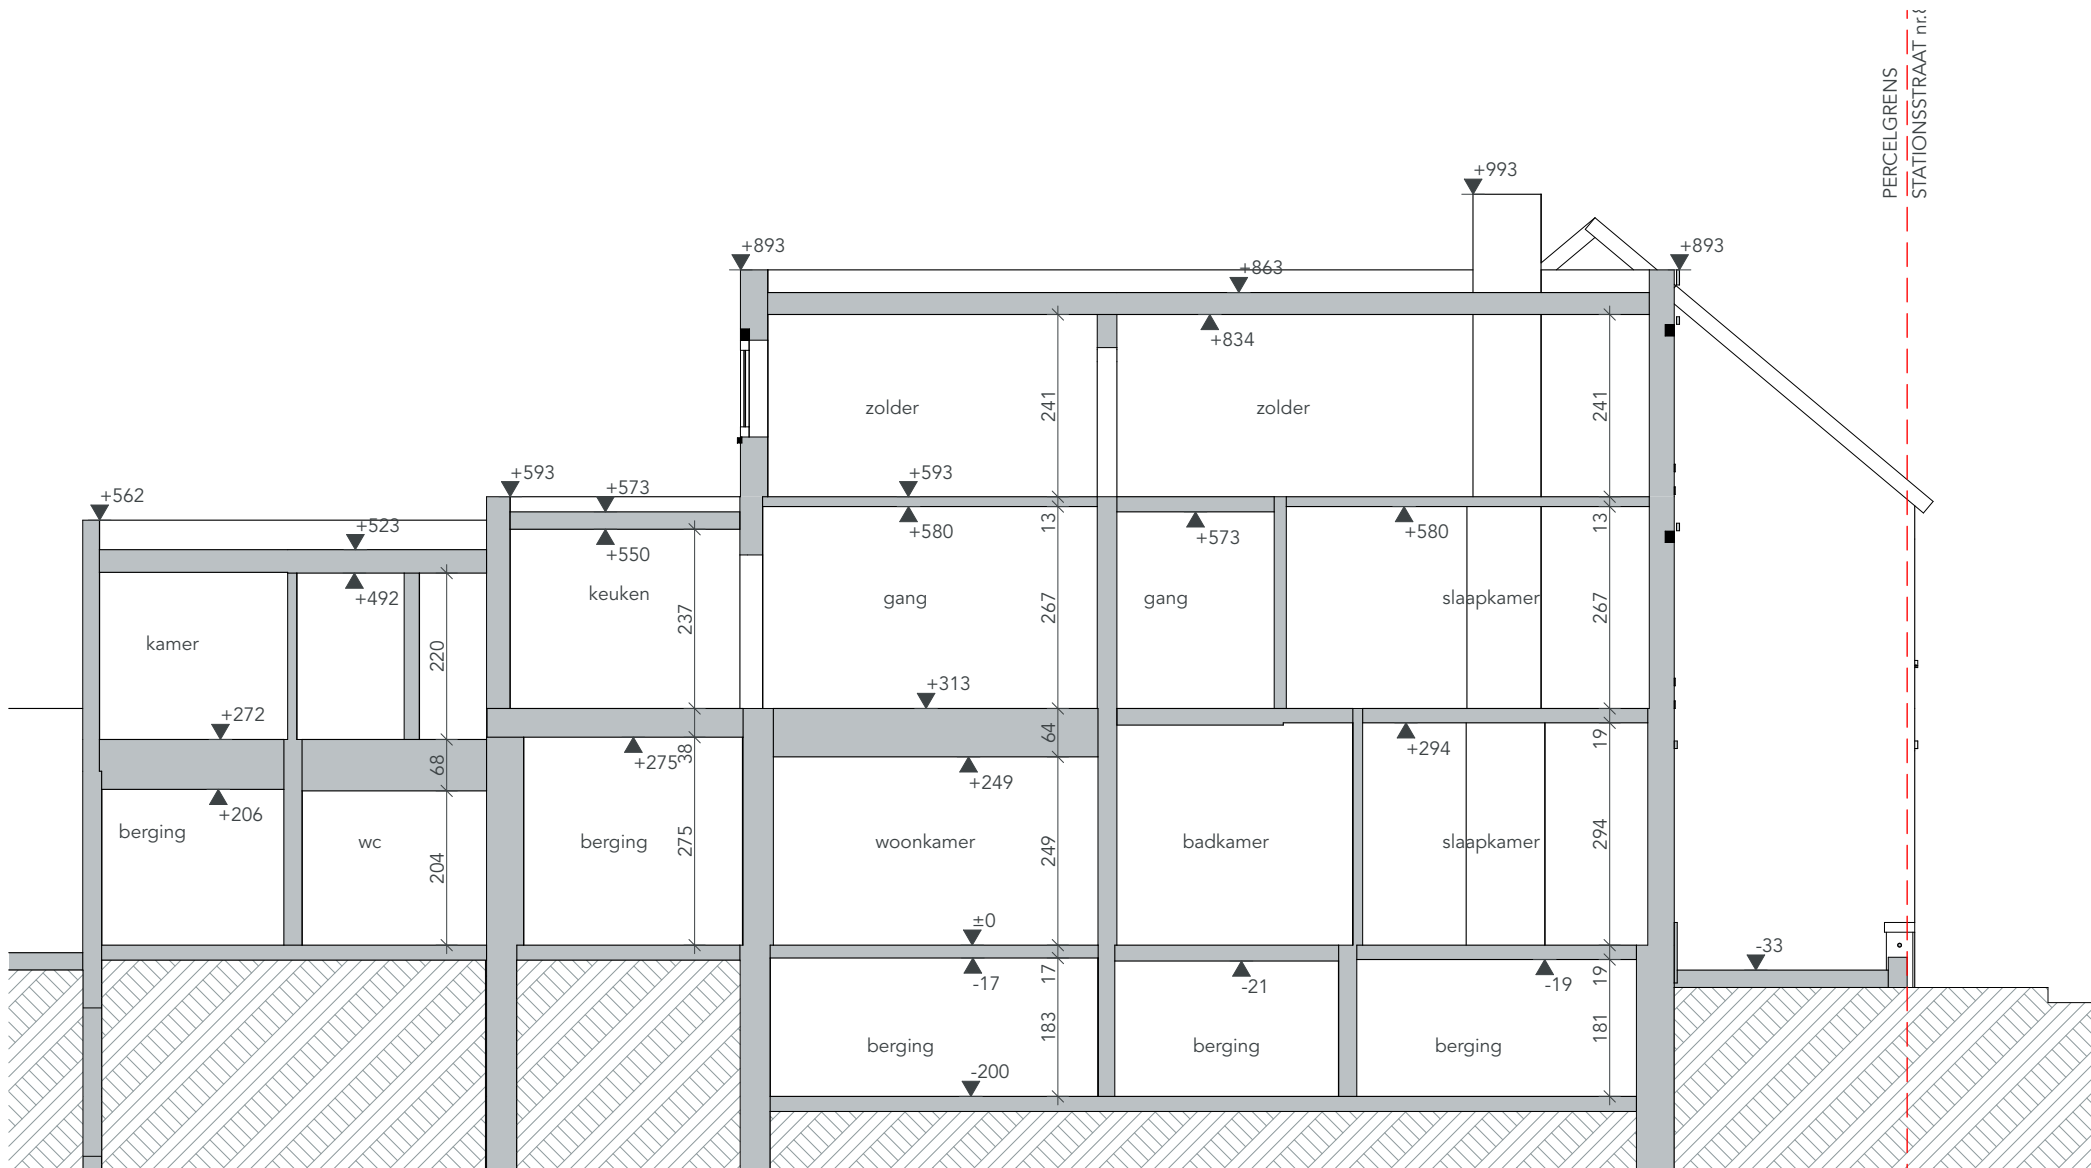 PERCELGRENS
STATIONSSTRAAT nr.
+993
+893
+893
+863
+834
zolder
241
zolder
241
+562
+593
+573
+593
+523
+550
+580
13
+573
+580
13
+492
keuken
gang
gang
slaapkamer
kamer
220
237
267
267
+272
+313
68
+275
38
64
+294
19
+206
+249
berging
wc
204
berging
275
woonkamer
249
badkamer
slaapkamer
294
±0
-33
-17
17
-21
-19
19
berging
183
berging
berging
181
-200